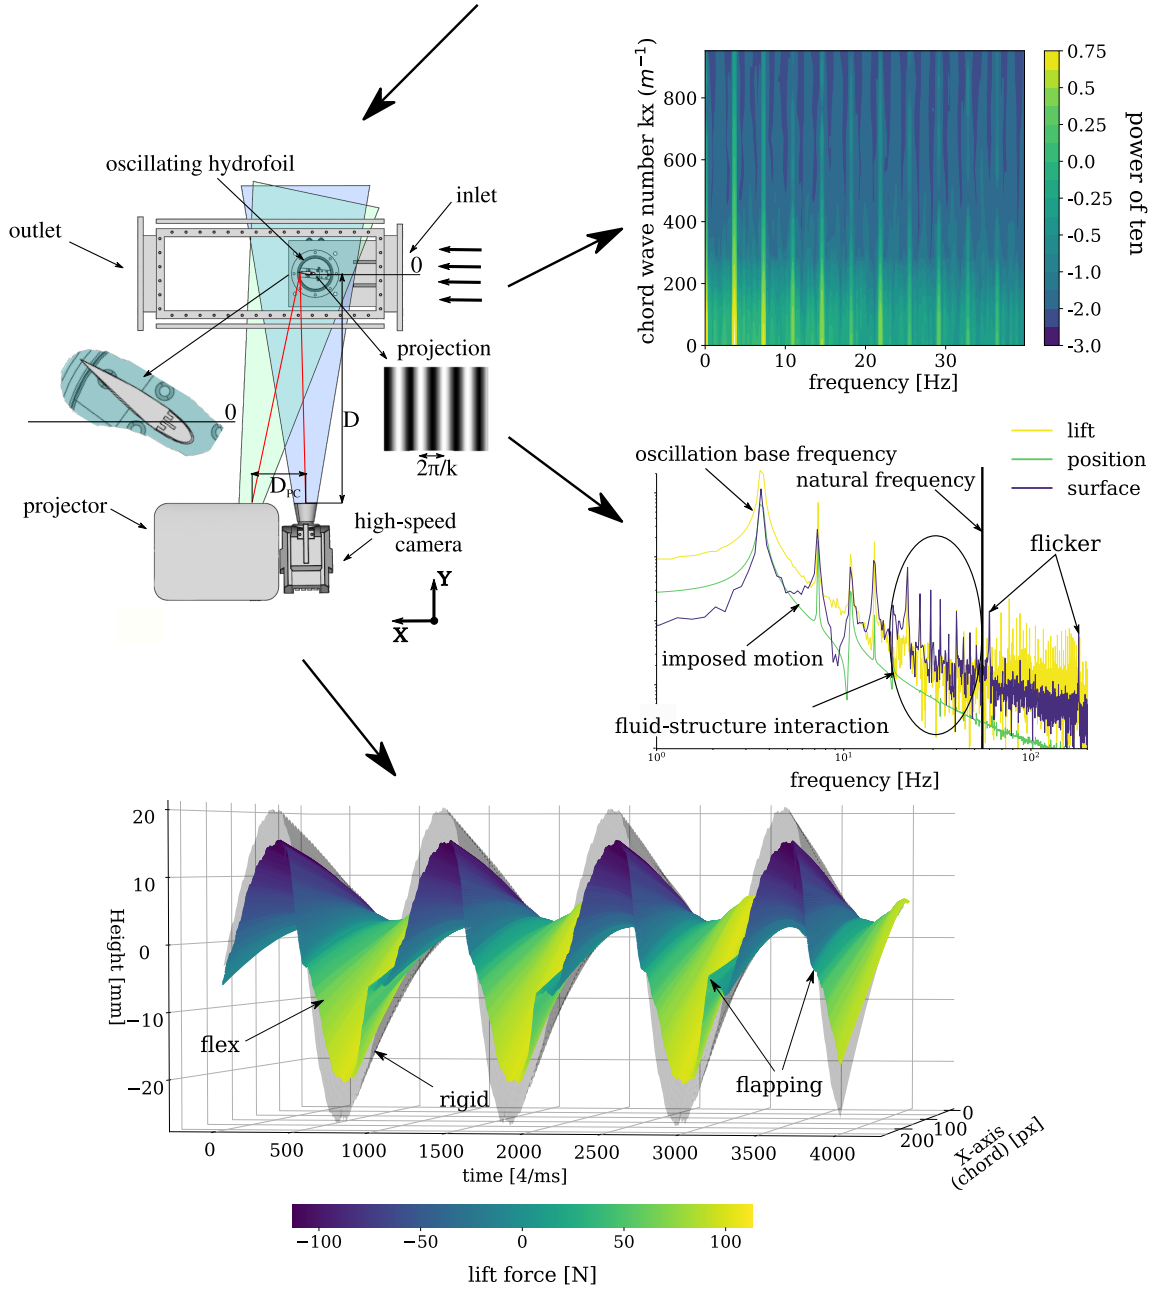 oscillating hydrofoil
inlet
outlet
0
projection
D
0
2π/k
D_PC
projector
high-speed
camera
Y
X
chord wave number kx (m⁻¹)
800
600
400
200
0
0
10
20
30
frequency [Hz]
0.75
0.5
0.25
0.0
-0.25
-0.5
-1.0
-2.0
-3.0
power of ten
lift
position
surface
oscillation base frequency
natural frequency
flicker
imposed motion
fluid-structure interaction
10⁰
10¹
10²
frequency [Hz]
20
10
0
−10
−20
Height [mm]
flex
rigid
flapping
0
500
1000
1500
2000
2500
3000
3500
4000
time [4/ms]
0
100
200
X-axis
(chord) [px]
−100
−50
0
50
100
lift force [N]